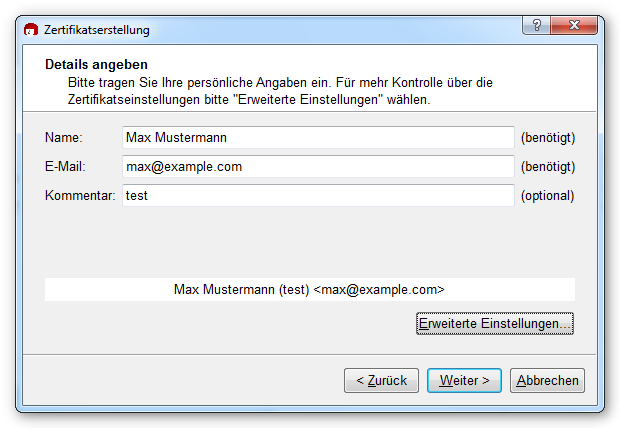 Zertifikatserstellung
Details angeben
Bitte tragen Sie Ihre persönliche Angaben ein. Für mehr Kontrolle über die
Zertifikatseinstellungen bitte "Erweiterte Einstellungen" wählen.
Name: Max Mustermann (benötigt)
E-Mail: max@example.com (benötigt)
Kommentar: test (optional)
Max Mustermann (test) <max@example.com>
Erweiterte Einstellungen...
< Zurück Weiter > Abbrechen